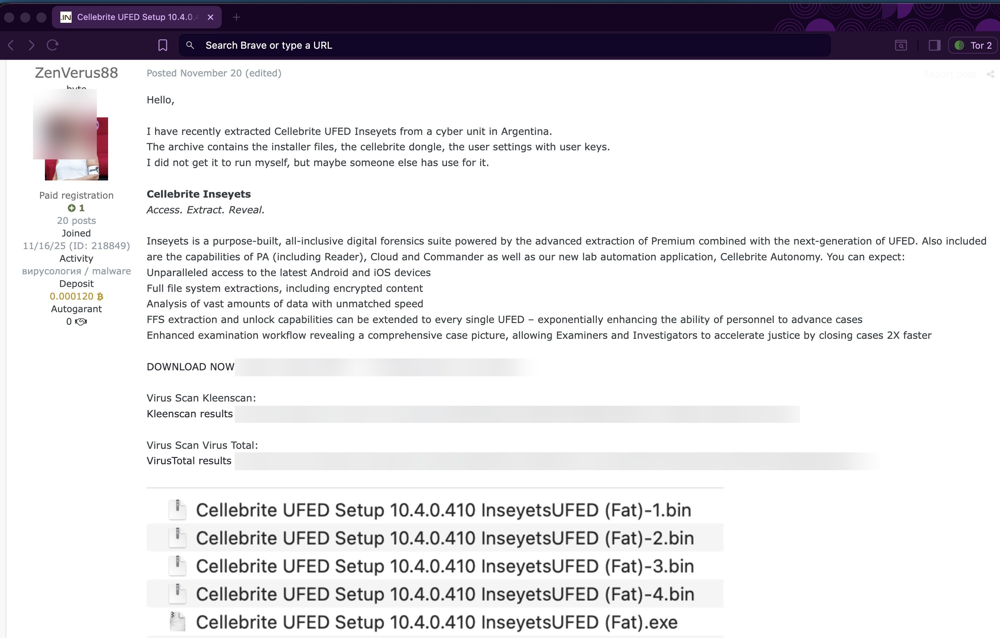 .IN Cellebrite UFED Setup 10.4.0.4
Search Brave or type a URL
Tor 2
ZenVerus88
byte
Paid registration
1
20 posts
Joined
11/16/25 (ID: 218849)
Activity
вирусология / malware
Deposit
0.000120 ₿
Autogarant
0
Posted November 20 (edited)
Report post
Hello,
I have recently extracted Cellebrite UFED Inseyets from a cyber unit in Argentina.
The archive contains the installer files, the cellebrite dongle, the user settings with user keys.
I did not get it to run myself, but maybe someone else has use for it.
Cellebrite Inseyets
Access. Extract. Reveal.
Inseyets is a purpose-built, all-inclusive digital forensics suite powered by the advanced extraction of Premium combined with the next-generation of UFED. Also included
are the capabilities of PA (including Reader), Cloud and Commander as well as our new lab automation application, Cellebrite Autonomy. You can expect:
Unparalleled access to the latest Android and iOS devices
Full file system extractions, including encrypted content
Analysis of vast amounts of data with unmatched speed
FFS extraction and unlock capabilities can be extended to every single UFED – exponentially enhancing the ability of personnel to advance cases
Enhanced examination workflow revealing a comprehensive case picture, allowing Examiners and Investigators to accelerate justice by closing cases 2X faster
DOWNLOAD NOW
Virus Scan Kleenscan:
Kleenscan results
Virus Scan Virus Total:
VirusTotal results
Cellebrite UFED Setup 10.4.0.410 InseyetsUFED (Fat)-1.bin
Cellebrite UFED Setup 10.4.0.410 InseyetsUFED (Fat)-2.bin
Cellebrite UFED Setup 10.4.0.410 InseyetsUFED (Fat)-3.bin
Cellebrite UFED Setup 10.4.0.410 InseyetsUFED (Fat)-4.bin
Cellebrite UFED Setup 10.4.0.410 InseyetsUFED (Fat).exe